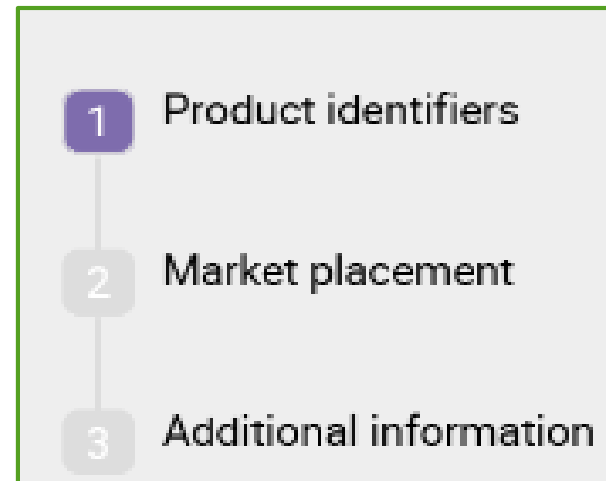 1 Product identifiers
2 Market placement
3 Additional information